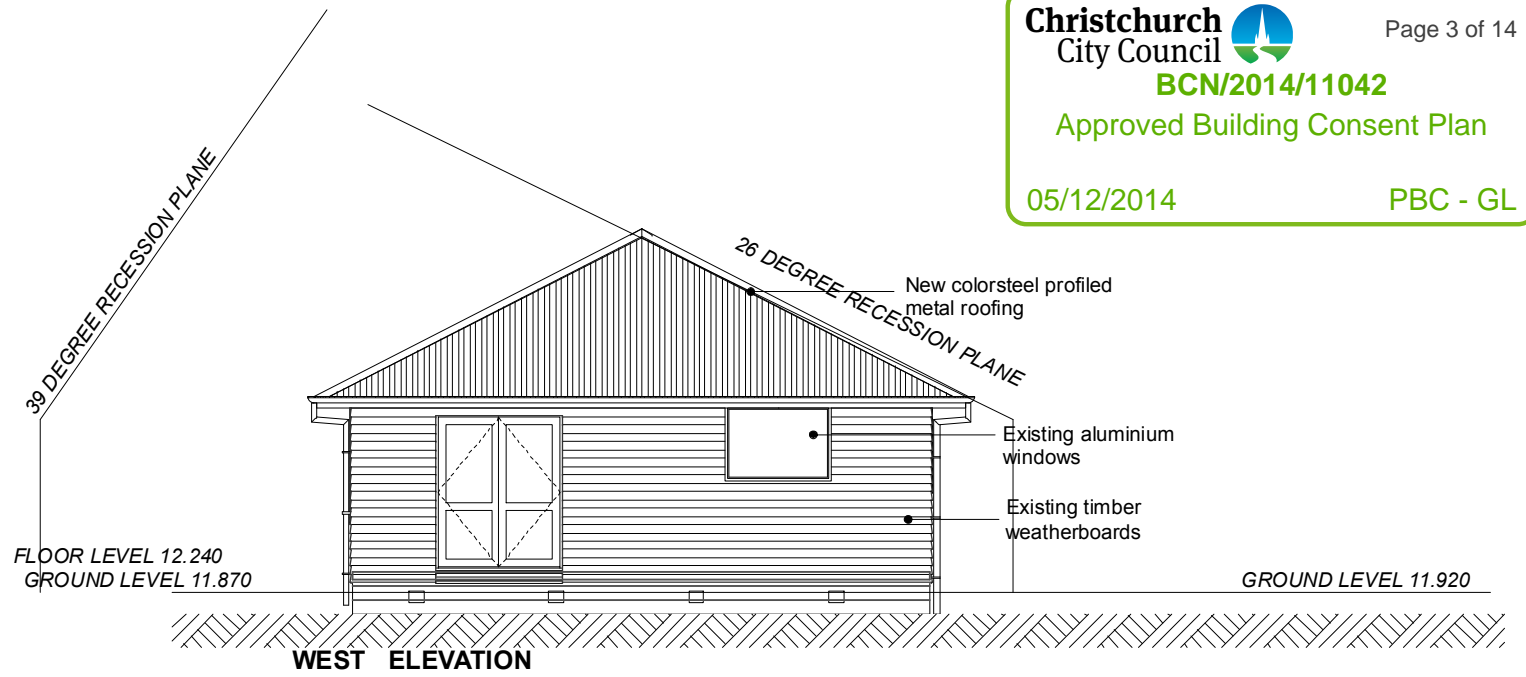 Christchurch
City Council
Page 3 of 14
BCN/2014/11042
Approved Building Consent Plan
05/12/2014 PBC - GL
39 DEGREE RECESSION PLANE
26 DEGREE RECESSION PLANE
New colorsteel profiled
metal roofing
Existing aluminium
windows
Existing timber
weatherboards
FLOOR LEVEL 12.240
GROUND LEVEL 11.870
GROUND LEVEL 11.920
WEST ELEVATION